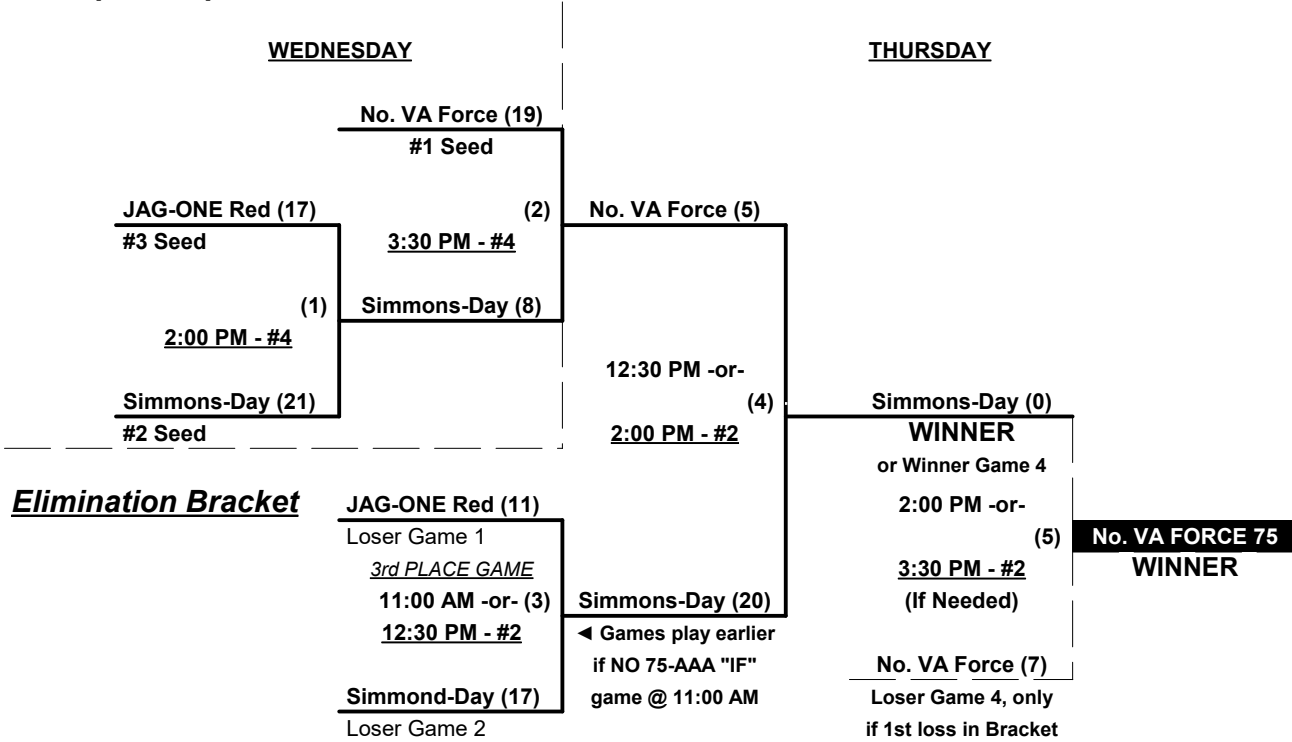 WEDNESDAY
THURSDAY
No. VA Force (19)
#1 Seed
JAG-ONE Red (17)
(2)
No. VA Force (5)
#3 Seed
3:30 PM - #4
(1)
Simmons-Day (8)
2:00 PM - #4
12:30 PM -or-
Simmons-Day (21)
(4)
Simmons-Day (0)
#2 Seed
2:00 PM - #2
WINNER
or Winner Game 4
Elimination Bracket
JAG-ONE Red (11)
2:00 PM -or-
Loser Game 1
(5)
No. VA FORCE 75
3rd PLACE GAME
3:30 PM - #2
WINNER
11:00 AM -or- (3)
Simmons-Day (20)
(If Needed)
12:30 PM - #2
◄ Games play earlier
if NO 75-AAA "IF"
No. VA Force (7)
Simmond-Day (17)
game @ 11:00 AM
Loser Game 4, only
Loser Game 2
if 1st loss in Bracket